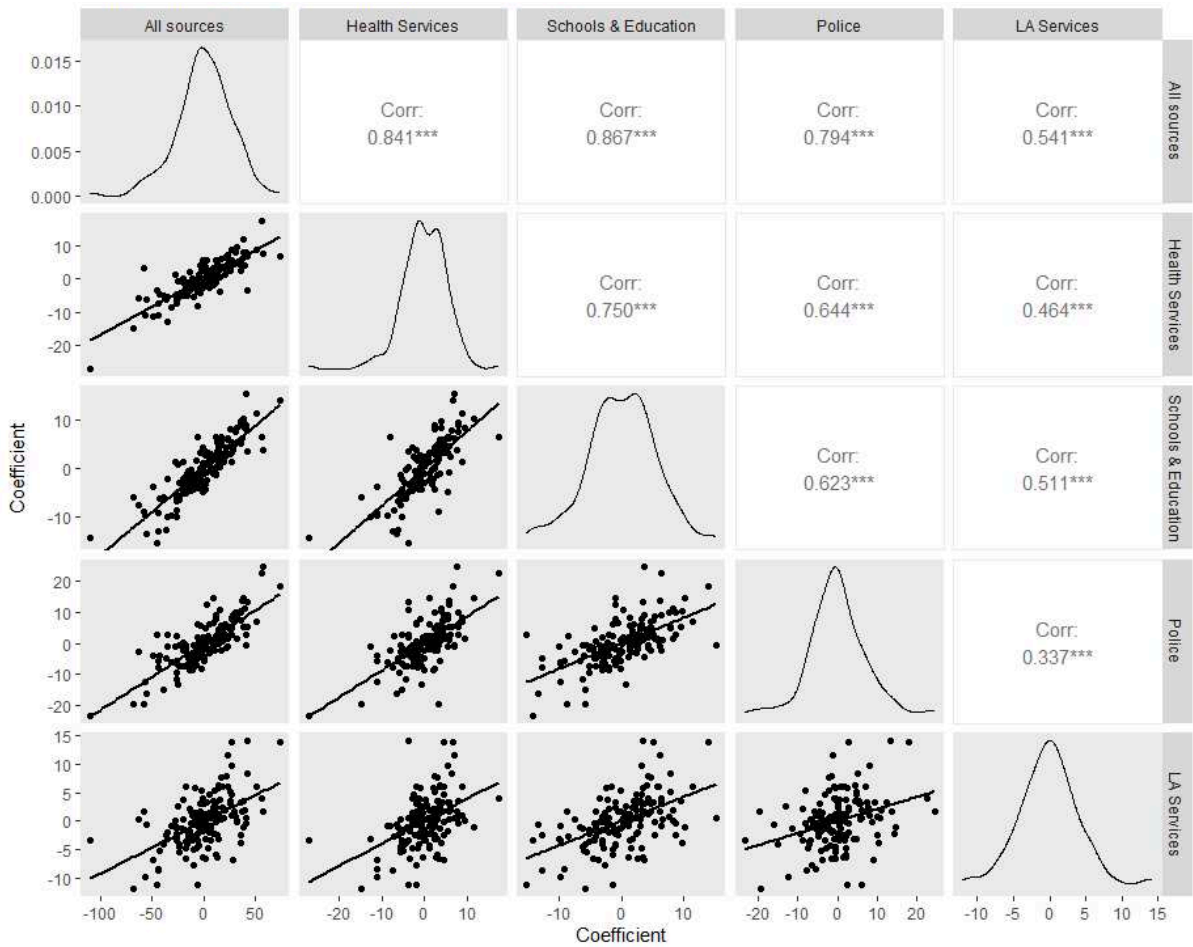 All sources Health Services Schools & Education Police LA Services
0.015
0.010
0.005
0.000
Corr:
0.841***
Corr:
0.867***
Corr:
0.794***
Corr:
0.541***
All sources
10
0
-10
-20
Corr:
0.750***
Corr:
0.644***
Corr:
0.464***
Health Services
10
0
-10
Corr:
0.623***
Corr:
0.511***
Schools & Education
20
10
0
-10
-20
Corr:
0.337***
Police
15
10
5
0
-5
-10
LA Services
Coefficient
-100 -50 0 50 -20 -10 0 10 -10 0 10 -20 -10 0 10 20 -10 -5 0 5 10 15
Coefficient